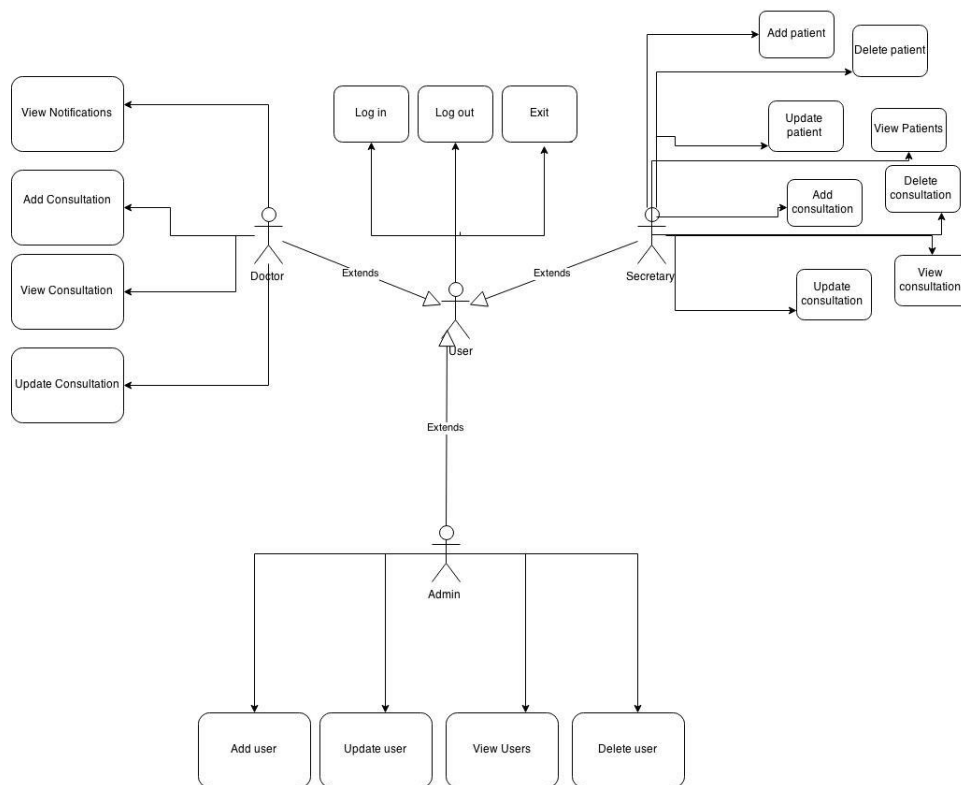 Add patient
Delete patient
View Notifications
Log in
Log out
Exit
Update
patient
View Patients
Add Consultation
Delete
consultation
Add
consultation
Doctor
Secretary
Extends
Extends
View Consultation
View
consultation
Update
consultation
User
Update Consultation
Extends
Admin
Add user
Update user
View Users
Delete user